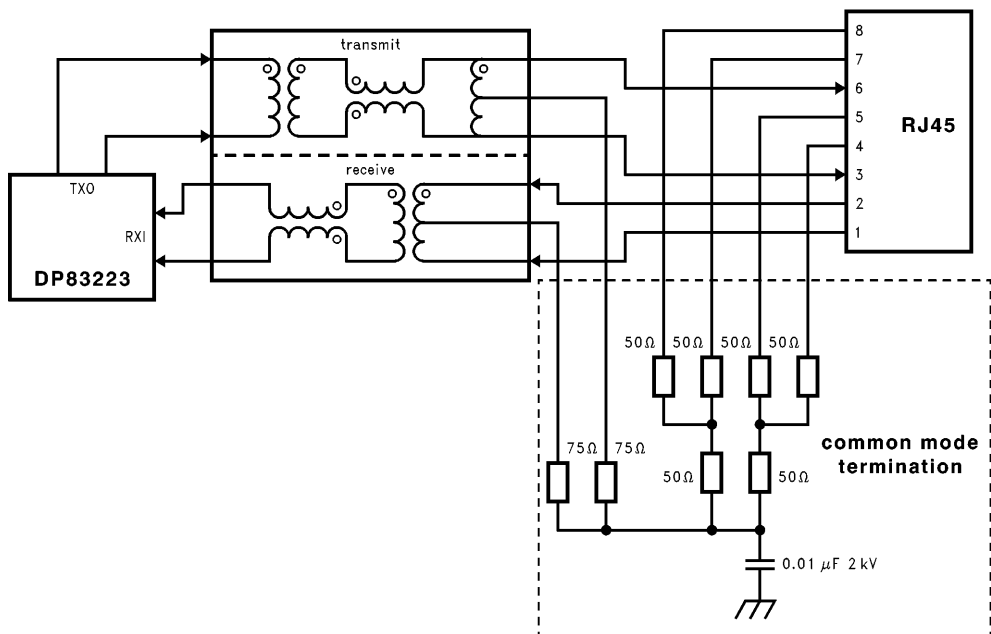 transmit
8
7
6
5
4
3
2
1
RJ45
TXO
receive
RXI
DP83223
50Ω 50Ω 50Ω 50Ω
common mode
termination
75Ω 75Ω
50Ω 50Ω
0.01 μF 2 kV